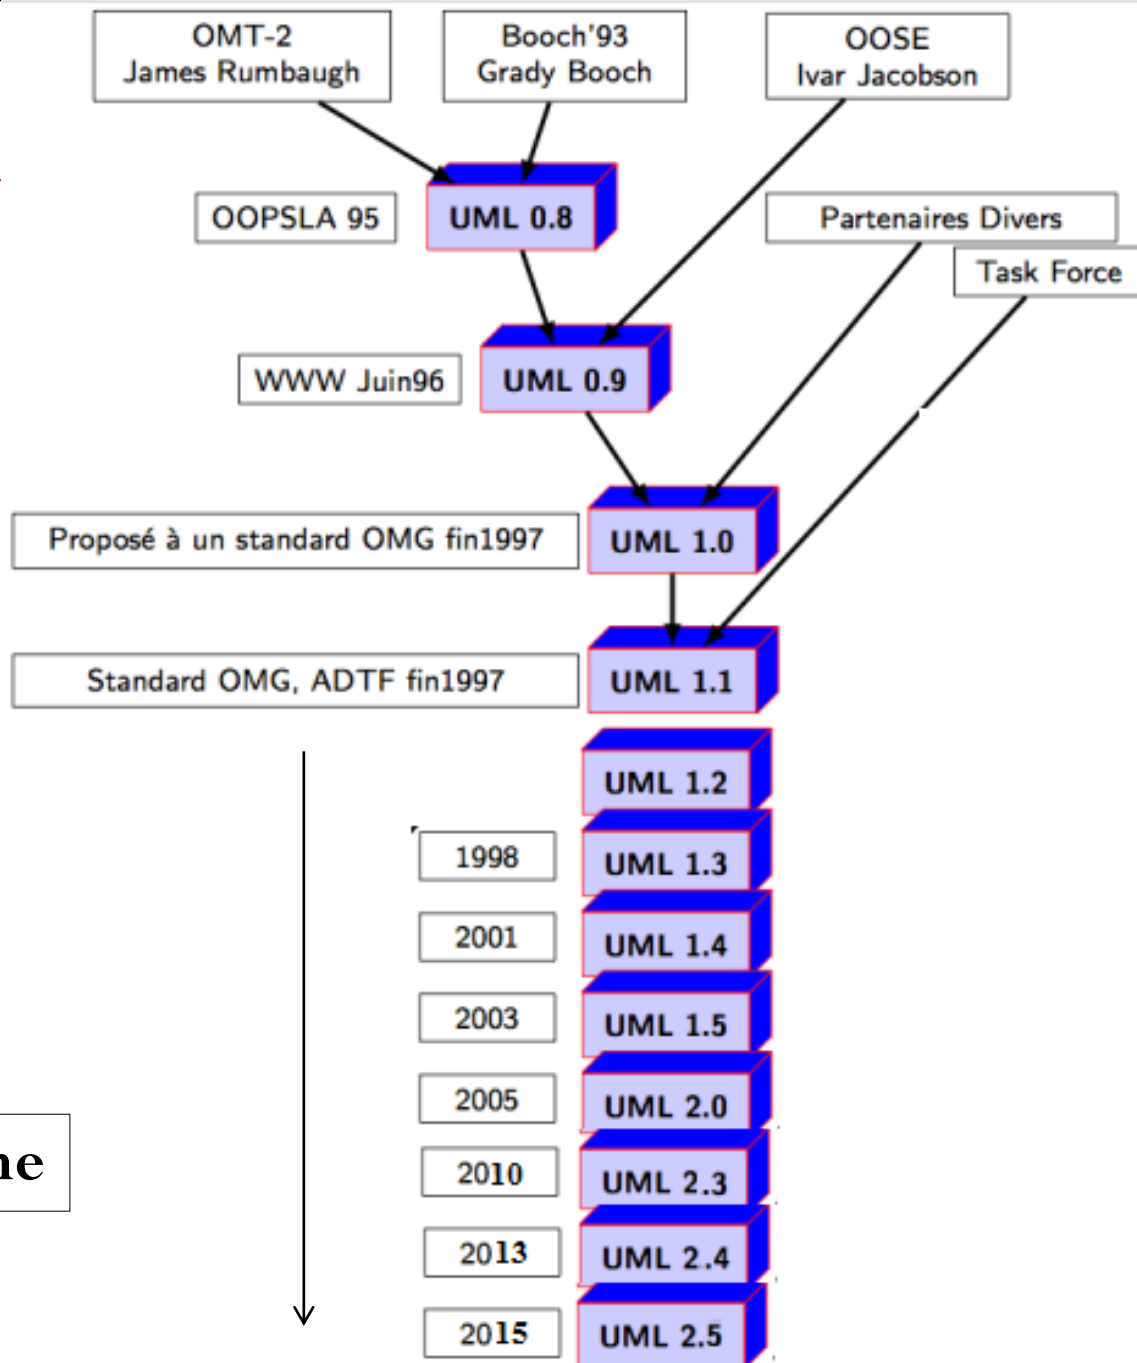 OMT-2
James Rumbaugh
Booch'93
Grady Booch
OOSE
Ivar Jacobson
OOPSLA 95
UML 0.8
Partenaires Divers
Task Force
WWW Juin96
UML 0.9
Proposé à un standard OMG fin1997
UML 1.0
Standard OMG, ADTF fin1997
UML 1.1
UML 1.2
1998
UML 1.3
2001
UML 1.4
2003
UML 1.5
2005
UML 2.0
2010
UML 2.3
2013
UML 2.4
2015
UML 2.5